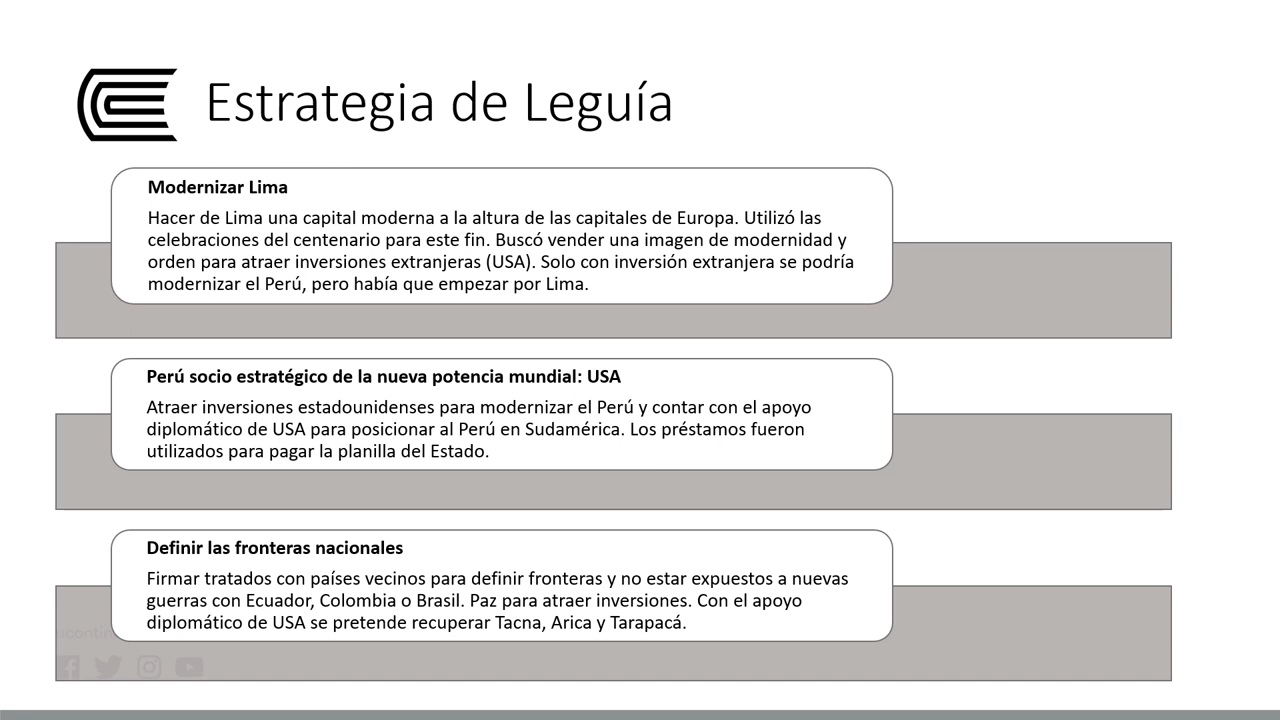 Estrategia de Leguía
Modernizar Lima
Hacer de Lima una capital moderna a la altura de las capitales de Europa. Utilizó las
celebraciones del centenario para este fin. Buscó vender una imagen de modernidad y
orden para atraer inversiones extranjeras (USA). Solo con inversión extranjera se podría
modernizar el Perú, pero había que empezar por Lima.
Perú socio estratégico de la nueva potencia mundial: USA
Atraer inversiones estadounidenses para modernizar el Perú y contar con el apoyo
diplomático de USA para posicionar al Perú en Sudamérica. Los préstamos fueron
utilizados para pagar la planilla del Estado.
Definir las fronteras nacionales
Firmar tratados con países vecinos para definir fronteras y no estar expuestos a nuevas
guerras con Ecuador, Colombia o Brasil. Paz para atraer inversiones. Con el apoyo
diplomático de USA se pretende recuperar Tacna, Arica y Tarapacá.